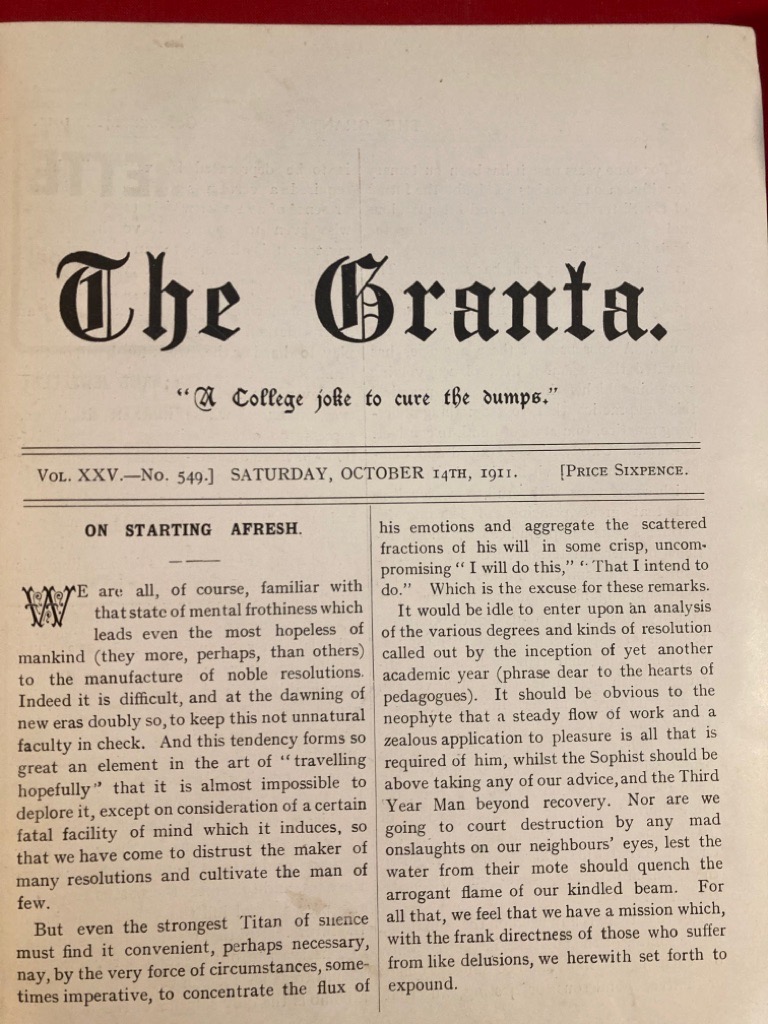 The Granta.
"A College joke to cure the dumps."
VOL. XXV.—No. 549.] SATURDAY, OCTOBER 14TH, 1911. [PRICE SIXPENCE.
ON STARTING AFRESH.
WE are all, of course, familiar with
that state of mental frothiness which
leads even the most hopeless of
mankind (they more, perhaps, than others)
to the manufacture of noble resolutions.
Indeed it is difficult, and at the dawning of
new eras doubly so, to keep this not unnatural
faculty in check. And this tendency forms so
great an element in the art of "travelling
hopefully" that it is almost impossible to
deplore it, except on consideration of a certain
fatal facility of mind which it induces, so
that we have come to distrust the maker of
many resolutions and cultivate the man of
few.
But even the strongest Titan of silence
must find it convenient, perhaps necessary,
nay, by the very force of circumstances, some-
times imperative, to concentrate the flux of
his emotions and aggregate the scattered
fractions of his will in some crisp, uncom-
promising "I will do this," "That I intend to
do." Which is the excuse for these remarks.
It would be idle to enter upon an analysis
of the various degrees and kinds of resolution
called out by the inception of yet another
academic year (phrase dear to the hearts of
pedagogues). It should be obvious to the
neophyte that a steady flow of work and a
zealous application to pleasure is all that is
required of him, whilst the Sophist should be
above taking any of our advice, and the Third
Year Man beyond recovery. Nor are we
going to court destruction by any mad
onslaughts on our neighbours' eyes, lest the
water from their mote should quench the
arrogant flame of our kindled beam. For
all that, we feel that we have a mission which,
with the frank directness of those who suffer
from like delusions, we herewith set forth to
expound.